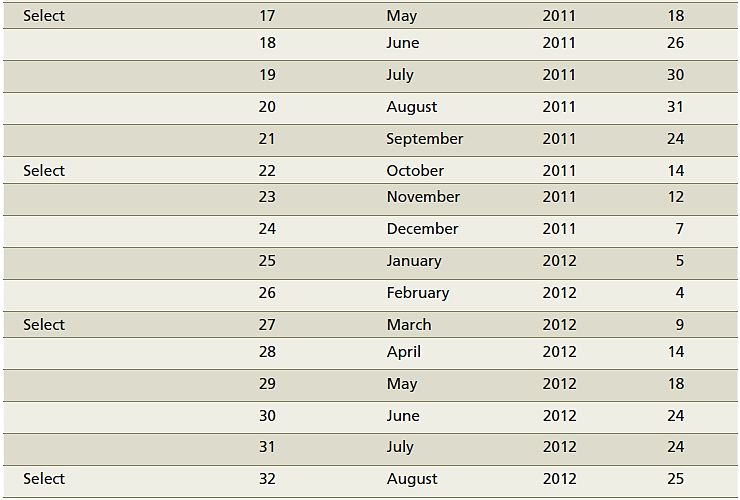 Select 17 May 2011 18
18 June 2011 26
19 July 2011 30
20 August 2011 31
21 September 2011 24
Select 22 October 2011 14
23 November 2011 12
24 December 2011 7
25 January 2012 5
26 February 2012 4
Select 27 March 2012 9
28 April 2012 14
29 May 2012 18
30 June 2012 24
31 July 2012 24
Select 32 August 2012 25